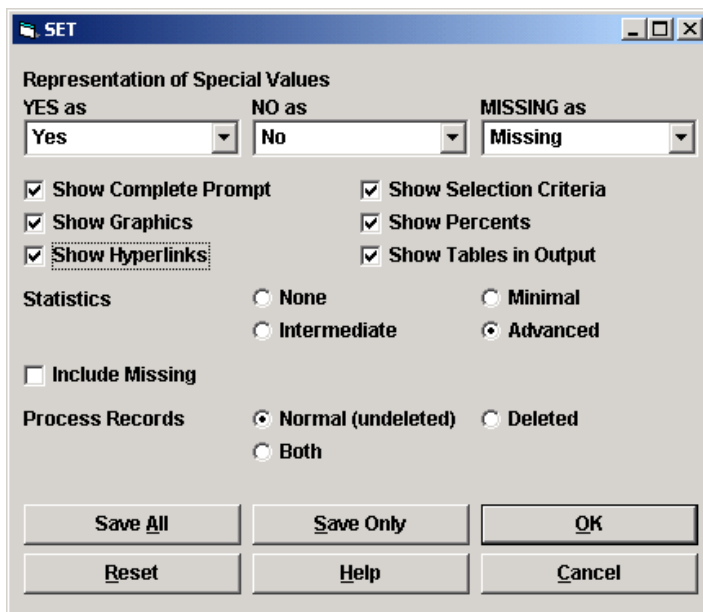 SET
Representation of Special Values
YES as NO as MISSING as
Yes No Missing
Show Complete Prompt Show Selection Criteria
Show Graphics Show Percents
Show Hyperlinks Show Tables in Output
Statistics None Minimal
Intermediate Advanced
Include Missing
Process Records Normal (undeleted) Deleted
Both
Save All Save Only OK
Reset Help Cancel